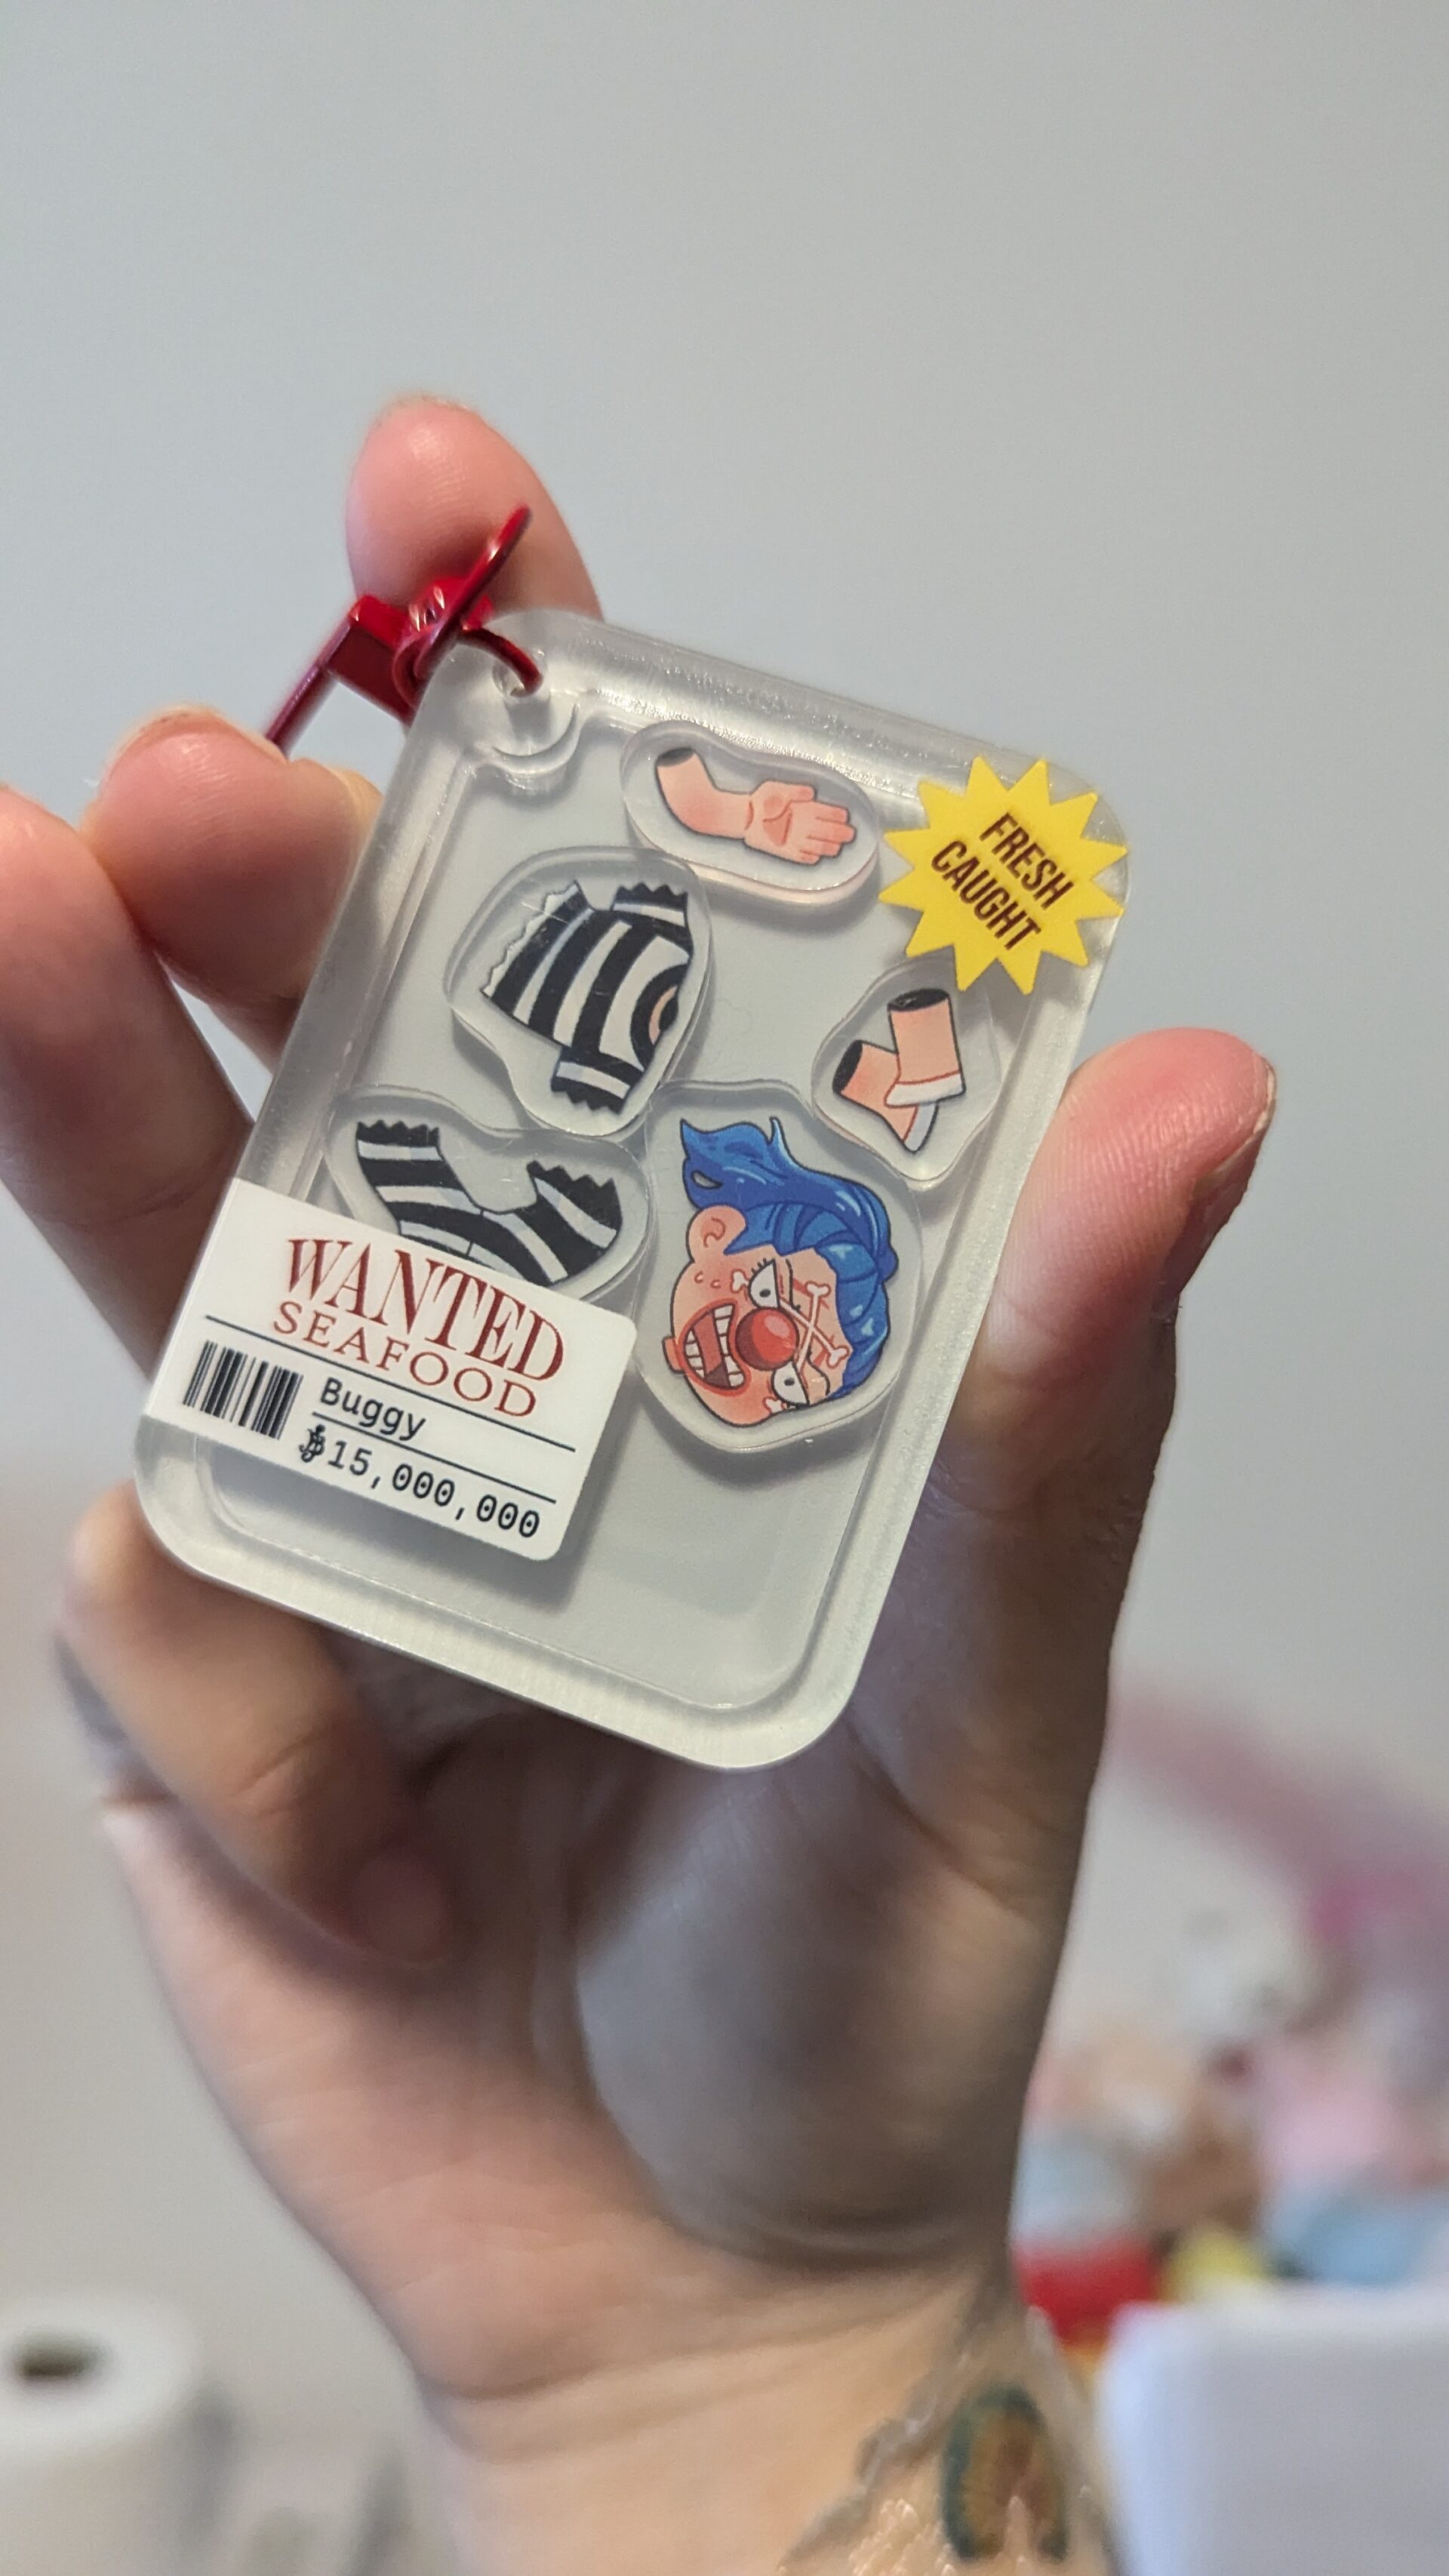 FRESH
CAUGHT
WANTED
SEAFOOD
Buggy
฿15,000,000